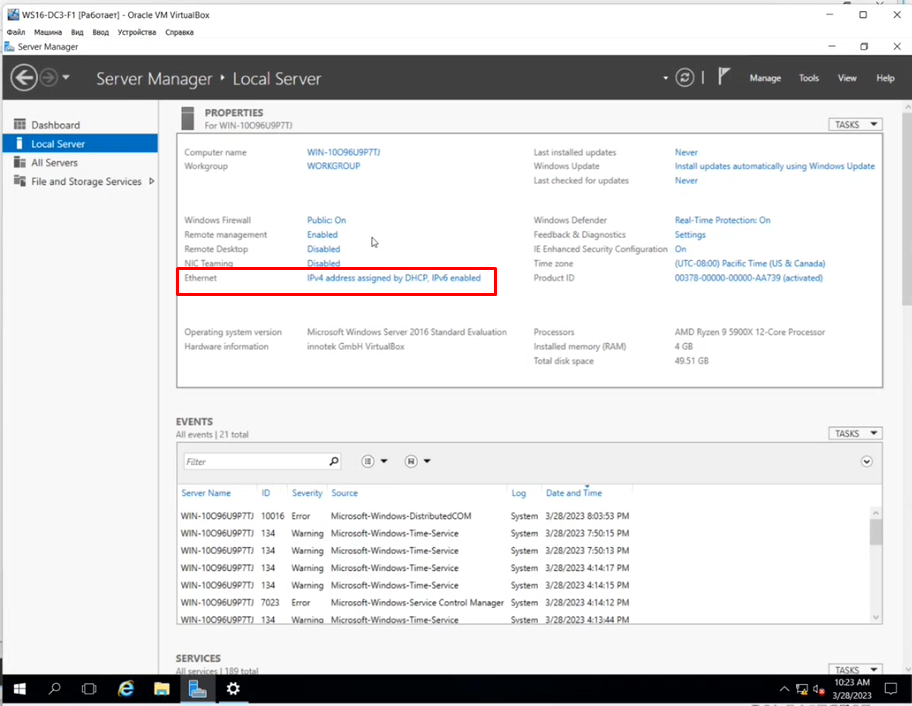 WS16-DC3-F1 [Работает] - Oracle VM VirtualBox
Файл Машина Вид Ввод Устройства Справка
Server Manager
Server Manager ‣ Local Server
Manage Tools View Help
Dashboard
Local Server
All Servers
File and Storage Services
PROPERTIES
For WIN-10O96U9P7TJ
TASKS
Computer name WIN-10O96U9P7TJ Last installed updates Never
Workgroup WORKGROUP Windows Update Install updates automatically using Windows Update
Last checked for updates Never
Windows Firewall Public: On Windows Defender Real-Time Protection: On
Remote management Enabled Feedback & Diagnostics Settings
Remote Desktop Disabled IE Enhanced Security Configuration On
NIC Teaming Disabled Time zone (UTC-08:00) Pacific Time (US & Canada)
Ethernet IPv4 address assigned by DHCP, IPv6 enabled Product ID 00378-00000-00000-AA739 (activated)
Operating system version Microsoft Windows Server 2016 Standard Evaluation Processors AMD Ryzen 9 5900X 12-Core Processor
Hardware information innotek GmbH VirtualBox Installed memory (RAM) 4 GB
Total disk space 49.51 GB
EVENTS
All events | 21 total
TASKS
Filter
Server Name ID Severity Source Log Date and Time
WIN-10O96U9P7TJ 10016 Error Microsoft-Windows-DistributedCOM System 3/28/2023 8:03:53 PM
WIN-10O96U9P7TJ 134 Warning Microsoft-Windows-Time-Service System 3/28/2023 7:50:15 PM
WIN-10O96U9P7TJ 134 Warning Microsoft-Windows-Time-Service System 3/28/2023 7:50:13 PM
WIN-10O96U9P7TJ 134 Warning Microsoft-Windows-Time-Service System 3/28/2023 4:14:17 PM
WIN-10O96U9P7TJ 134 Warning Microsoft-Windows-Time-Service System 3/28/2023 4:14:15 PM
WIN-10O96U9P7TJ 7023 Error Microsoft-Windows-Service Control Manager System 3/28/2023 4:14:12 PM
WIN-10O96U9P7TJ 134 Warning Microsoft-Windows-Time-Service System 3/28/2023 4:13:44 PM
SERVICES
All services | 189 total
TASKS
10:23 AM
3/28/2023